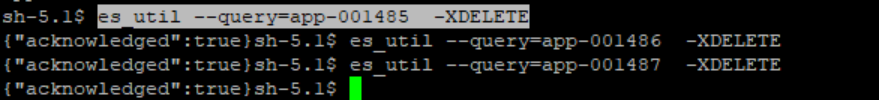 sh-5.1$ es_util --query=app-001485  -XDELETE
{"acknowledged":true}sh-5.1$ es_util --query=app-001486  -XDELETE
{"acknowledged":true}sh-5.1$ es_util --query=app-001487  -XDELETE
{"acknowledged":true}sh-5.1$